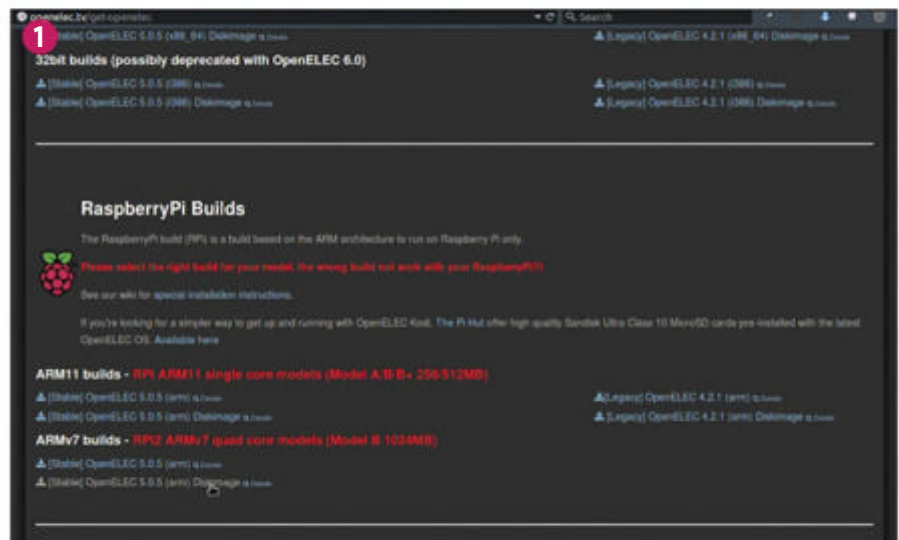 openelec.tv/get-openelec
Search
1
[Stable] OpenELEC 5.0.5 (x86_64) Diskimage
[Legacy] OpenELEC 4.2.1 (x86_64) Diskimage
32bit builds (possibly deprecated with OpenELEC 6.0)
[Stable] OpenELEC 5.0.5 (i386)
[Legacy] OpenELEC 4.2.1 (i386)
[Stable] OpenELEC 5.0.5 (i386) Diskimage
[Legacy] OpenELEC 4.2.1 (i386) Diskimage
RaspberryPi Builds
The RaspberryPi build (RPi) is a build based on the ARM architecture to run on Raspberry Pi only.
Please select the right build for your model, the wrong build not work with your RaspberryPi!!!
See our wiki for special installation instructions.
If you're looking for a simpler way to get up and running with OpenELEC Kodi, The Pi Hut offer high quality Sandisk Ultra Class 10 MicroSD cards pre-installed with the latest
OpenELEC OS. Available here
ARM11 builds - RPI ARM11 single core models (Model A/B/B+ 256/512MB)
[Stable] OpenELEC 5.0.5 (arm)
[Legacy] OpenELEC 4.2.1 (arm)
[Stable] OpenELEC 5.0.5 (arm) Diskimage
[Legacy] OpenELEC 4.2.1 (arm) Diskimage
ARMv7 builds - RPI2 ARMv7 quad core models (Model B 1024MB)
[Stable] OpenELEC 5.0.5 (arm)
[Stable] OpenELEC 5.0.5 (arm) Diskimage